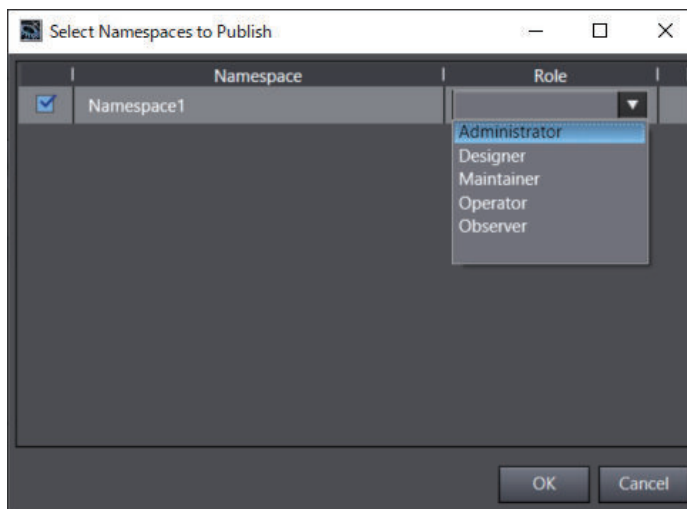 Select Namespaces to Publish
Namespace Role
Namespace1
Administrator
Designer
Maintainer
Operator
Observer
OK Cancel